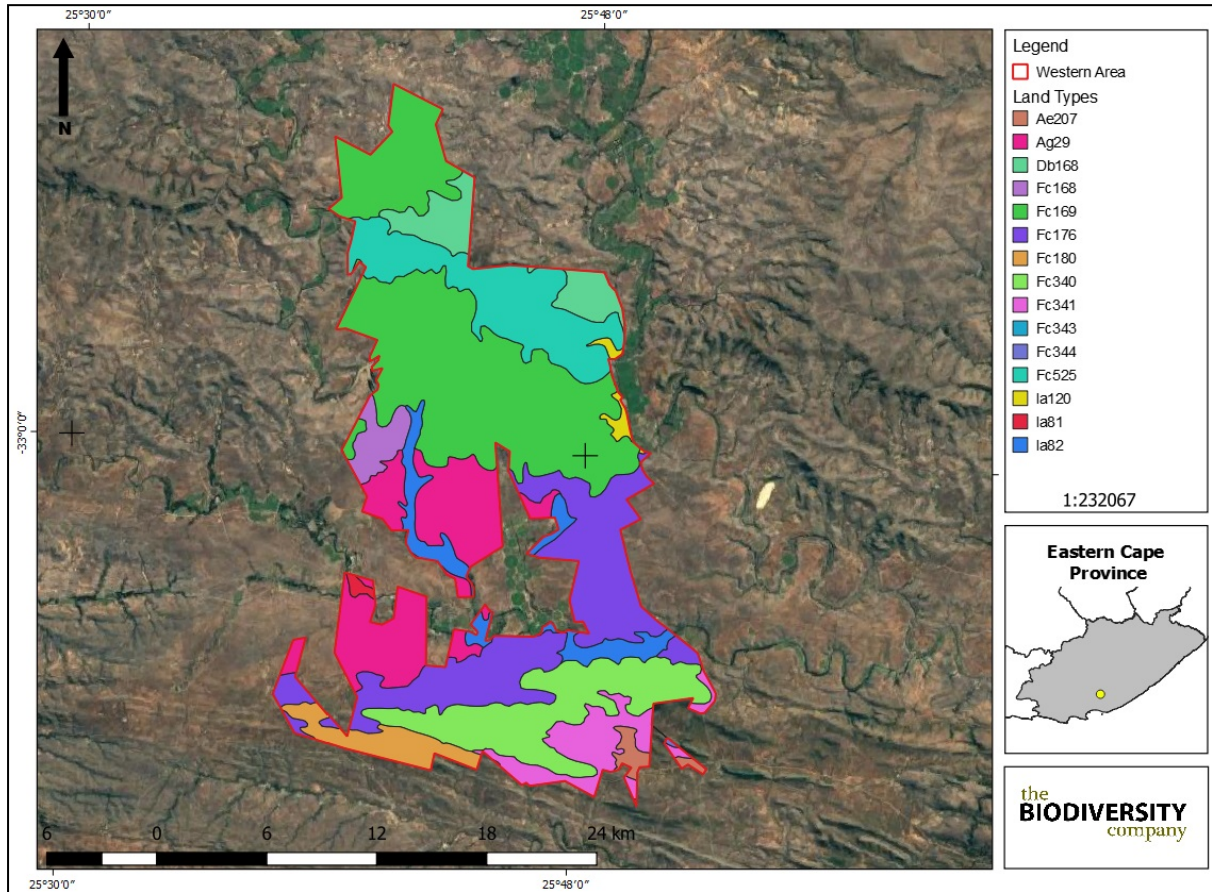 25°30'0"
25°48'0"
N
-33°0'0"
Legend
Western Area
Land Types
Ae207
Ag29
Db168
Fc168
Fc169
Fc176
Fc180
Fc340
Fc341
Fc343
Fc344
Fc525
Ia120
Ia81
Ia82
1:232067
Eastern Cape
Province
the
BIODIVERSITY
company
6 0 6 12 18 24 km
25°30'0"
25°48'0"